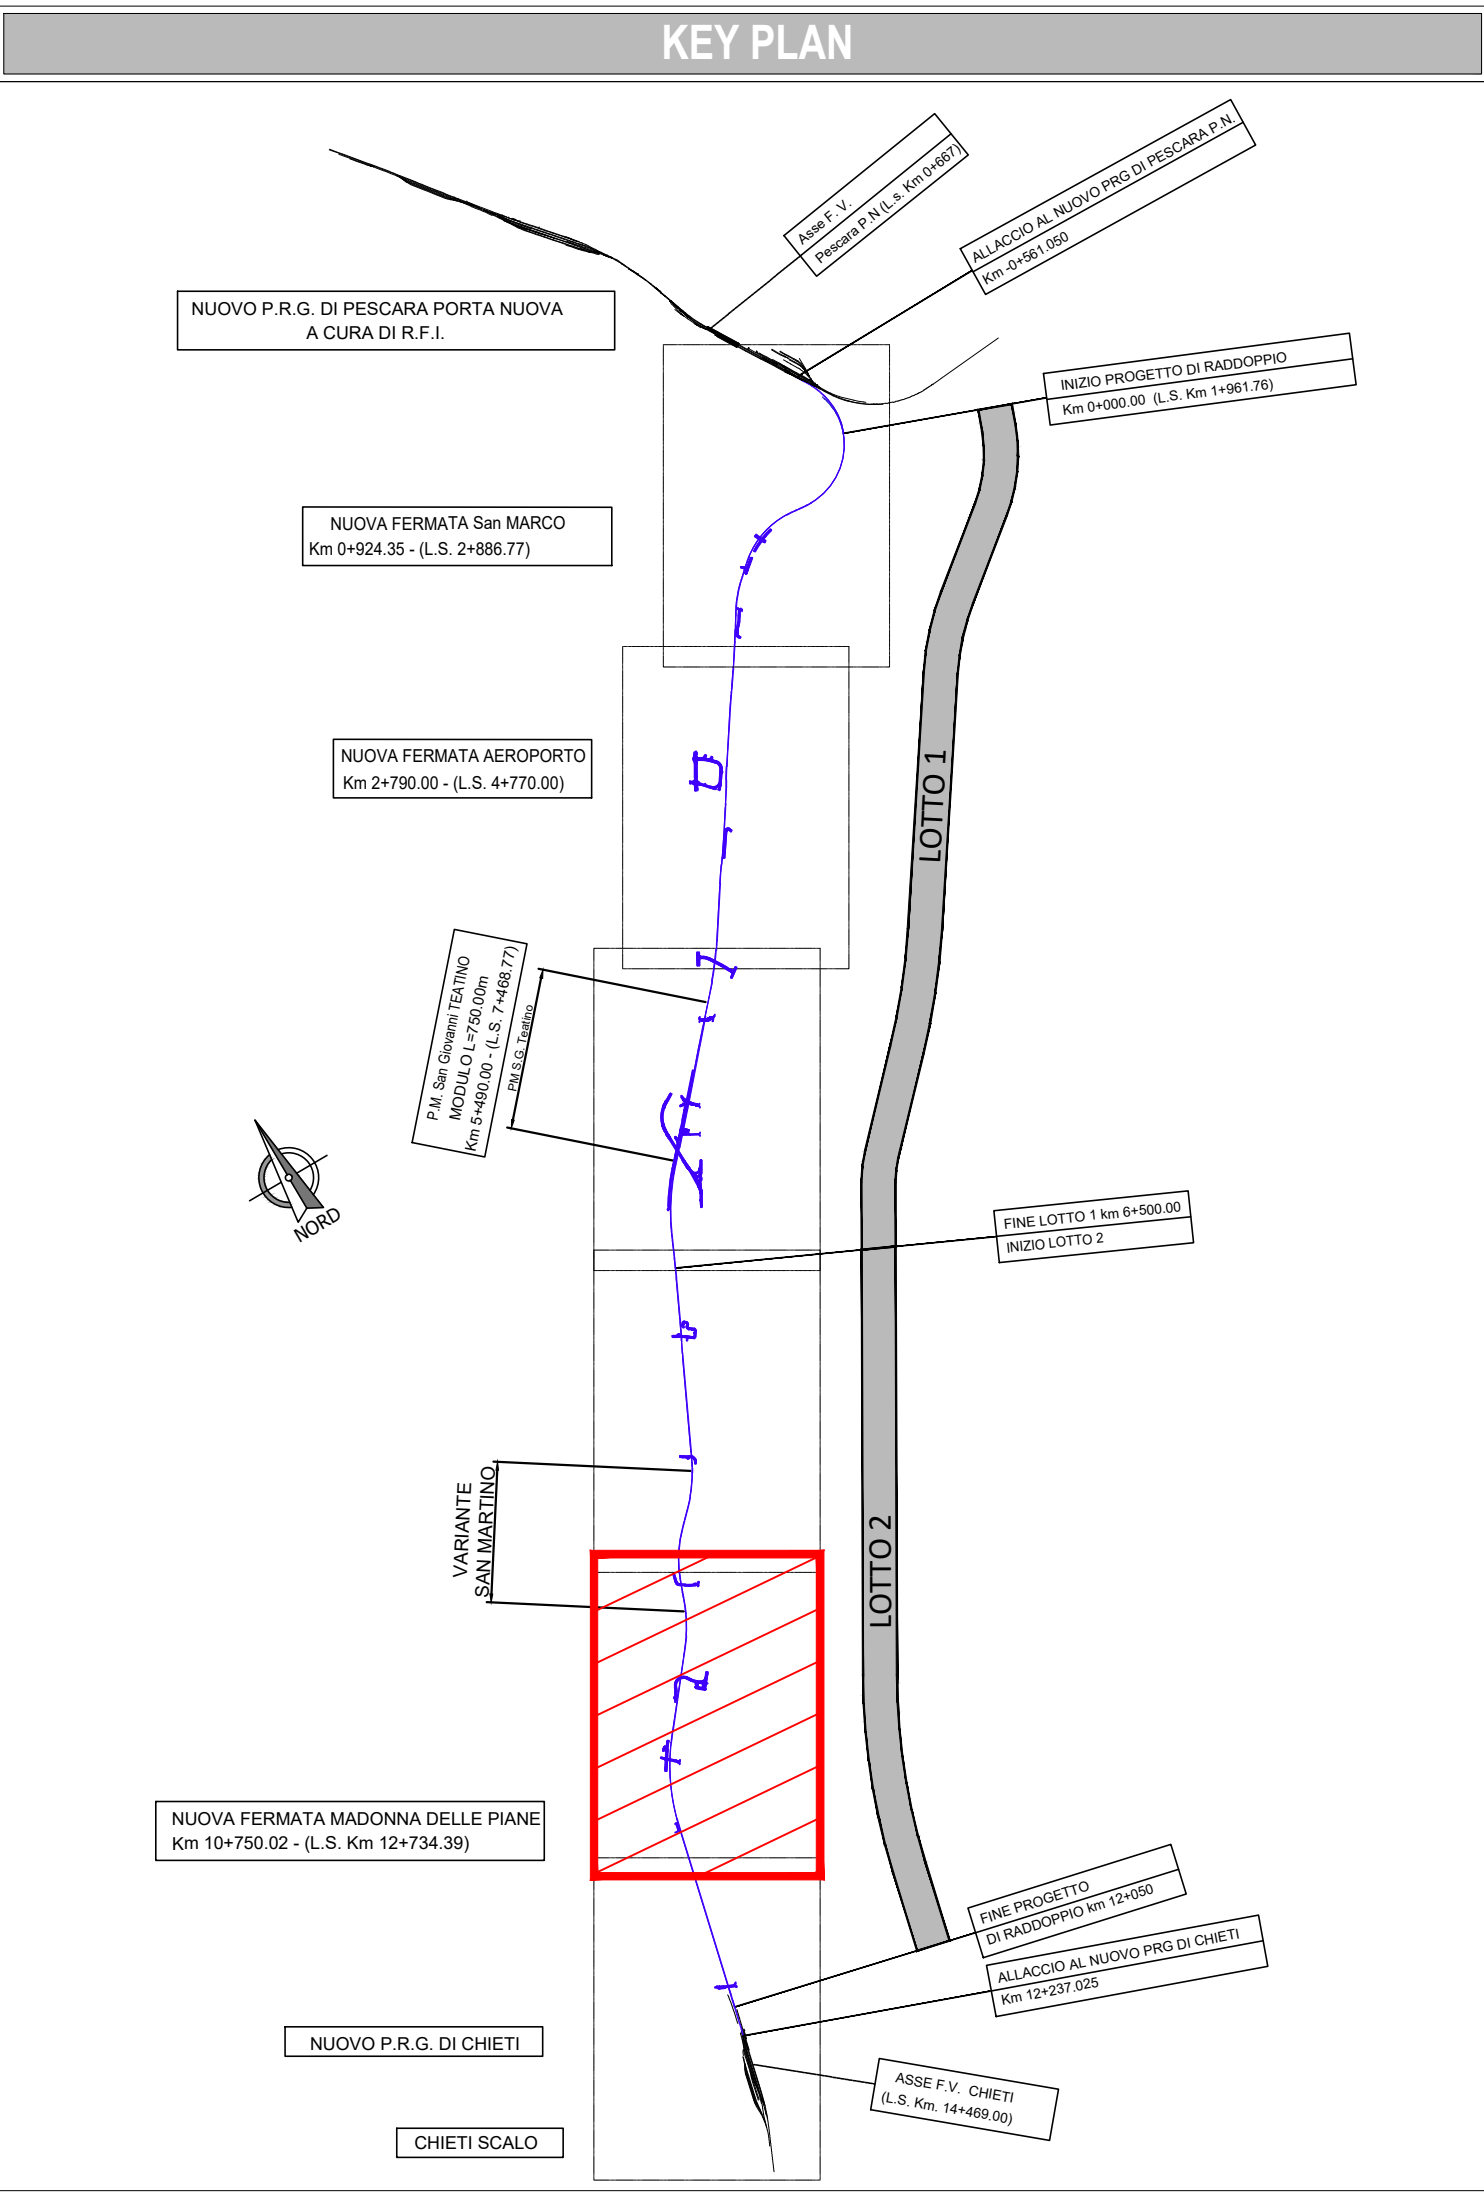 KEY PLAN
Asse F. V.
Pescara P.N (L.s. Km 0+667)
ALLACCIO AL NUOVO PRG DI PESCARA P.N.
Km -0+561.050
NUOVO P.R.G. DI PESCARA PORTA NUOVA
A CURA DI R.F.I.
INIZIO PROGETTO DI RADDOPPIO
Km 0+000.00 (L.S. Km 1+961.76)
NUOVA FERMATA San MARCO
Km 0+924.35 - (L.S. 2+886.77)
NUOVA FERMATA AEROPORTO
Km 2+790.00 - (L.S. 4+770.00)
LOTTO 1
P.M. San Giovanni TEATINO
MODULO L=750.00m
Km 5+490.00 - (L.S. 7+468.77)
PM S.G. Teatino
NORD
FINE LOTTO 1 km 6+500.00
INIZIO LOTTO 2
VARIANTE
SAN MARTINO
LOTTO 2
NUOVA FERMATA MADONNA DELLE PIANE
Km 10+750.02 - (L.S. Km 12+734.39)
FINE PROGETTO
DI RADDOPPIO km 12+050
ALLACCIO AL NUOVO PRG DI CHIETI
Km 12+237.025
NUOVO P.R.G. DI CHIETI
ASSE F.V. CHIETI
(L.S. Km. 14+469.00)
CHIETI SCALO